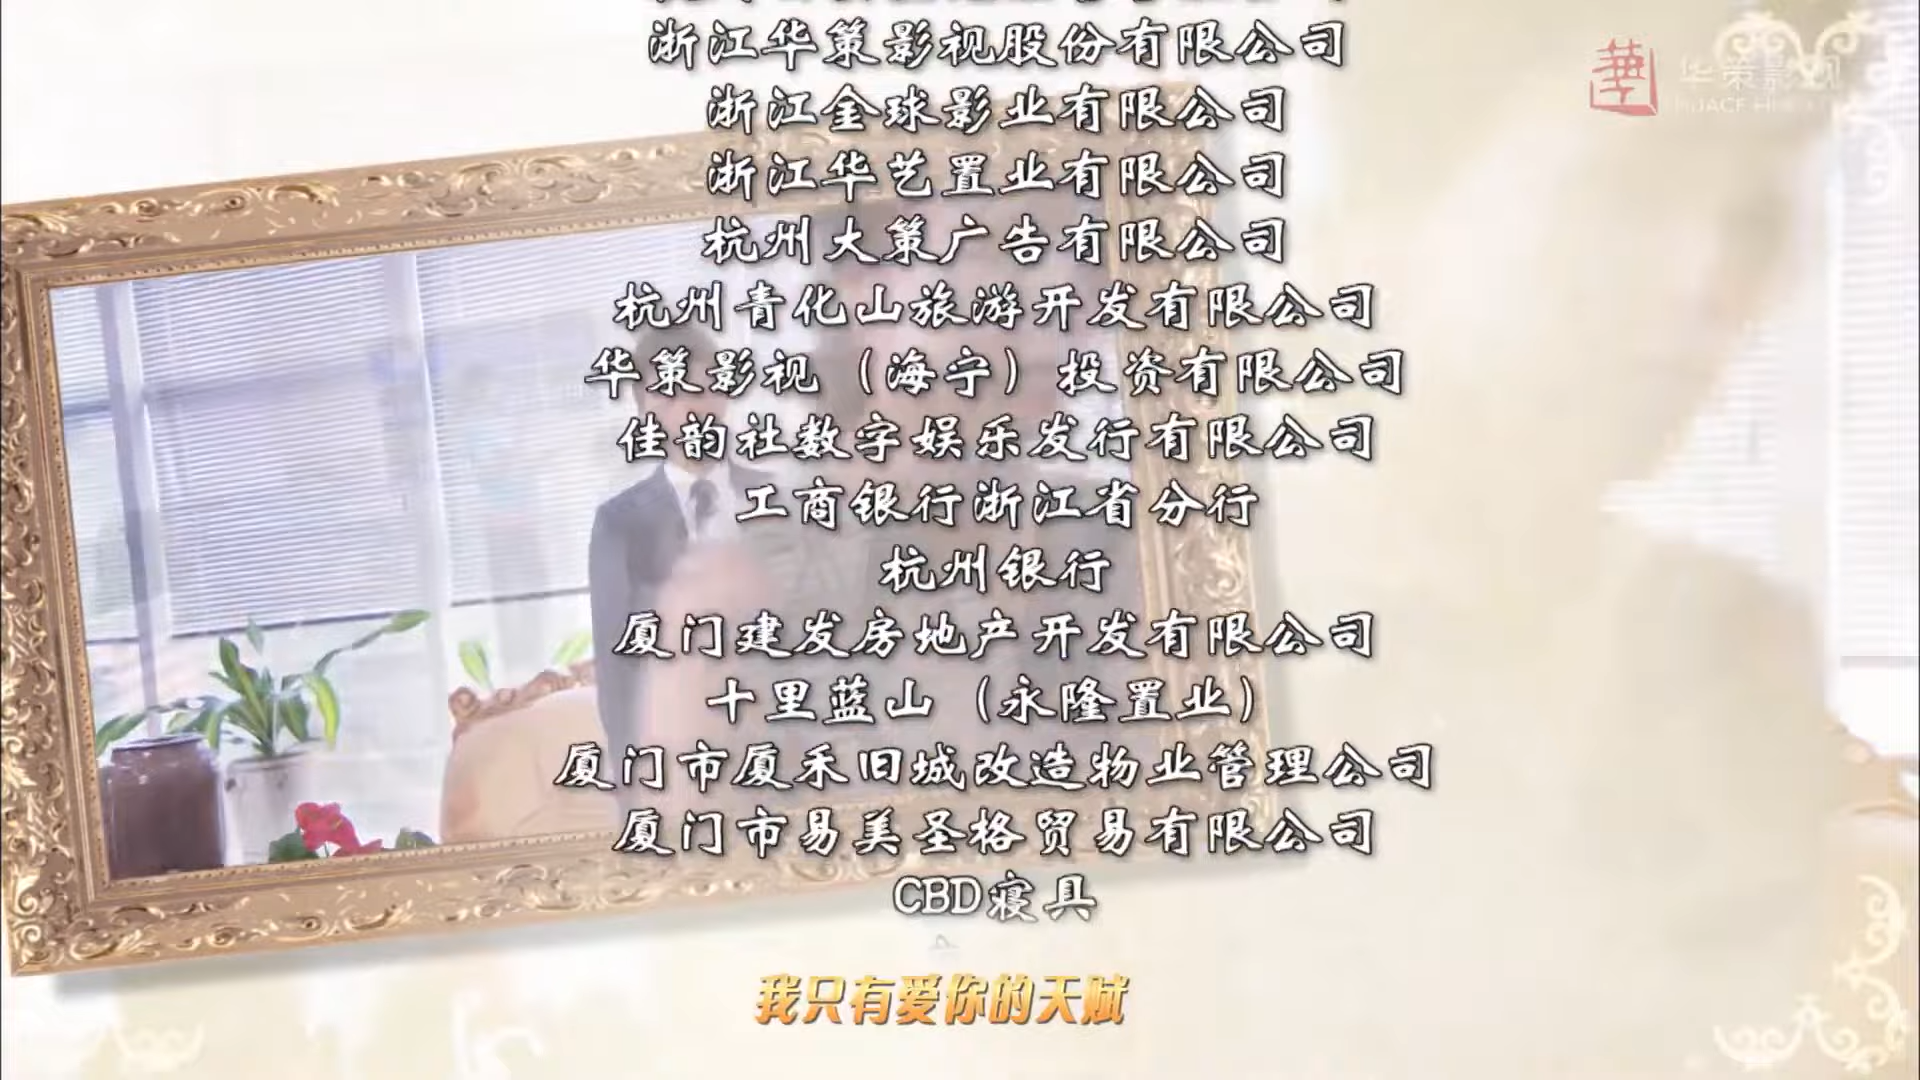 浙江华策影视股份有限公司
华策影视
浙江金球影业有限公司
浙江华艺置业有限公司
杭州大策广告有限公司
杭州青化山旅游开发有限公司
华策影视（海宁）投资有限公司
佳韵社数字娱乐发行有限公司
工商银行浙江省分行
杭州银行
厦门建发房地产开发有限公司
十里蓝山（永隆置业）
厦门市厦禾旧城改造物业管理公司
厦门市易美圣格贸易有限公司
CBD寝具
我只有爱你的天赋